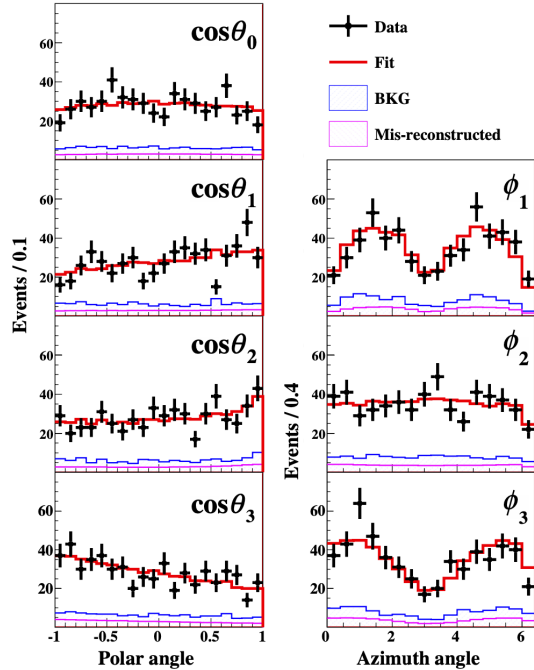 cosθ0
60
40
20
Data
Fit
BKG
Mis-reconstructed
cosθ1
60
40
20
ϕ1
60
40
20
Events / 0.1
cosθ2
60
40
20
ϕ2
60
40
20
Events / 0.4
cosθ3
60
40
20
ϕ3
60
40
20
-1 -0.5 0 0.5 1
0 2 4 6
Polar angle
Azimuth angle